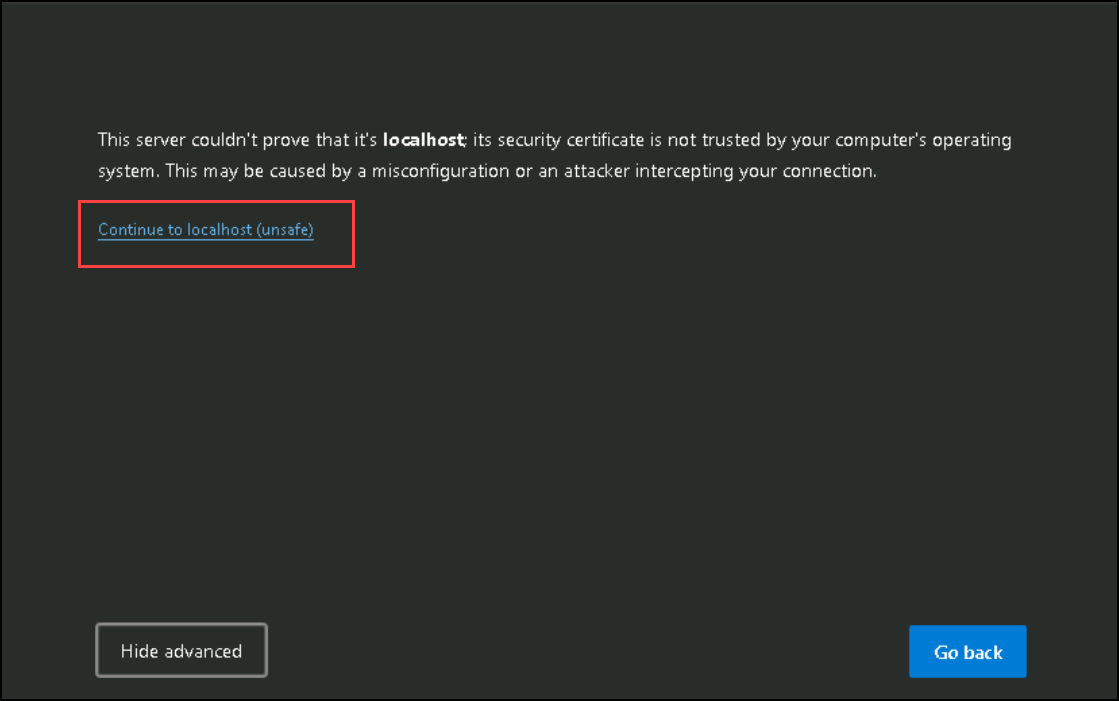 This server couldn't prove that it's localhost; its security certificate is not trusted by your computer's operating
system. This may be caused by a misconfiguration or an attacker intercepting your connection.
Continue to localhost (unsafe)
Hide advanced
Go back